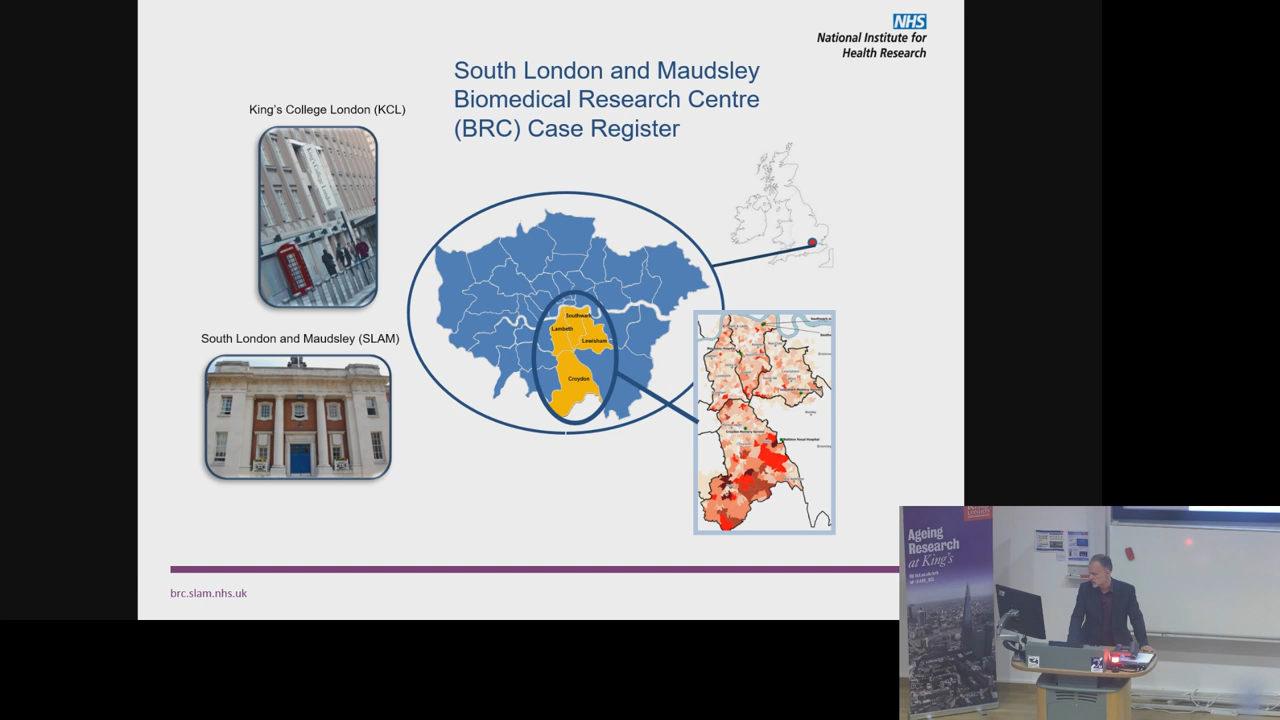 NHS
National Institute for
Health Research
South London and Maudsley
Biomedical Research Centre
(BRC) Case Register
King's College London (KCL)
South London and Maudsley (SLAM)
Southwark
Lambeth
Lewisham
Croydon
brc.slam.nhs.uk
Ageing
Research
at King's